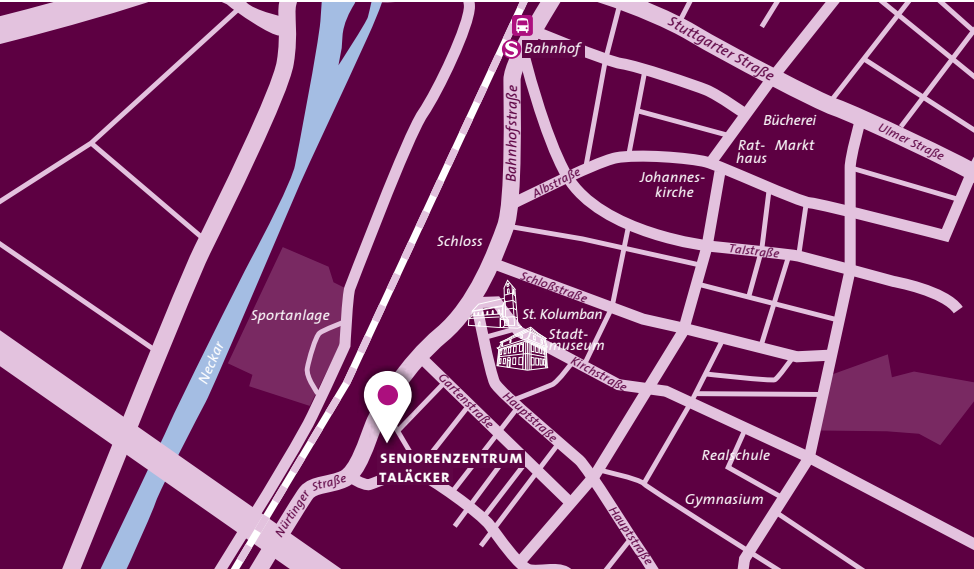 Stuttgarter Straße
S Bahnhof
Bahnhofstraße
Bücherei
Ulmer Straße
Rat-
haus
Markt
Johannes-
kirche
Albstraße
Schloss
Talstraße
Schloßstraße
Sportanlage
St. Kolumban
Stadt-
museum
Neckar
Kirchstraße
Gartenstraße
Hauptstraße
SENIORENZENTRUM
TALÄCKER
Realschule
Nürtinger Straße
Gymnasium
Hauptstraße